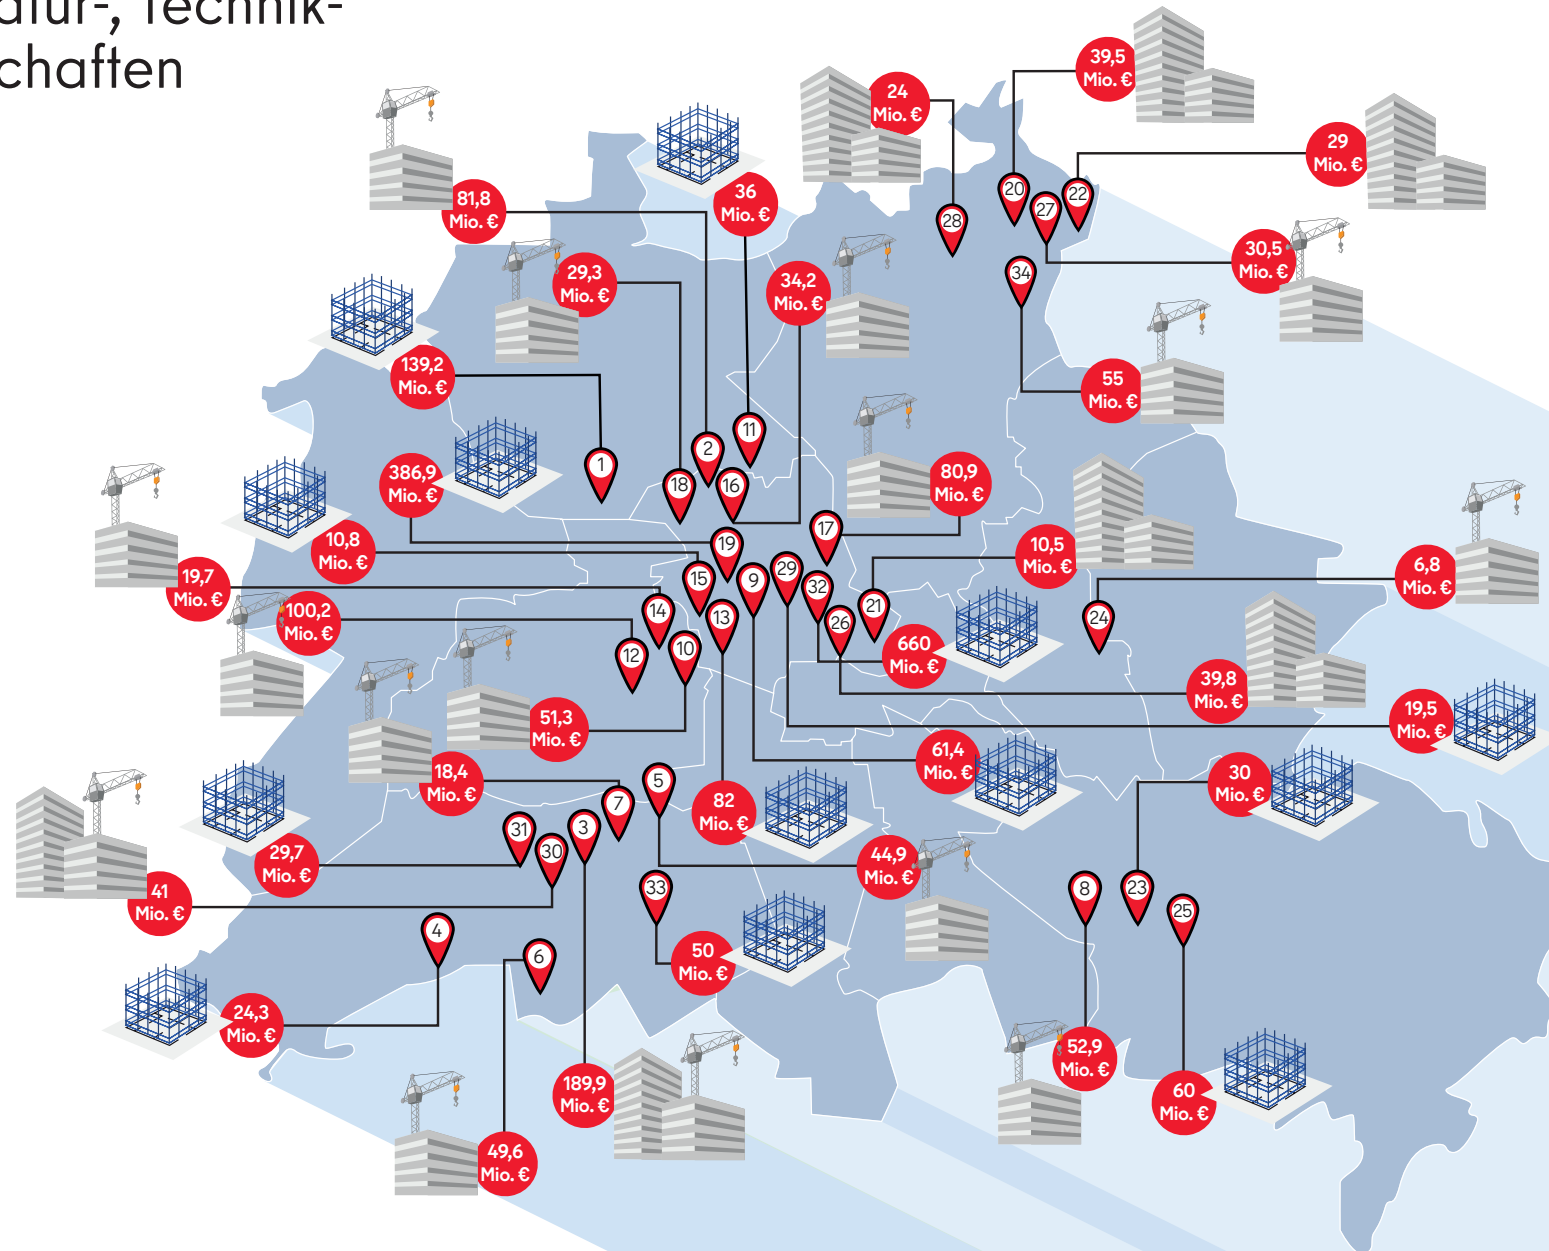 atur-, Technik-
schaften
39,5
Mio. €
24
Mio. €
29
Mio. €
81,8
Mio. €
36
Mio. €
20
27
22
28
30,5
Mio. €
29,3
Mio. €
34,2
Mio. €
34
139,2
Mio. €
55
Mio. €
11
2
1
18
16
386,9
Mio. €
80,9
Mio. €
17
10,8
Mio. €
19
10,5
Mio. €
6,8
Mio. €
19,7
Mio. €
15
9
29
32
21
100,2
Mio. €
14
13
26
24
12
10
660
Mio. €
39,8
Mio. €
51,3
Mio. €
19,5
Mio. €
61,4
Mio. €
18,4
Mio. €
5
30
Mio. €
7
82
Mio. €
31
3
30
29,7
Mio. €
44,9
Mio. €
41
Mio. €
33
8
23
25
4
6
50
Mio. €
24,3
Mio. €
52,9
Mio. €
189,9
Mio. €
60
Mio. €
49,6
Mio. €